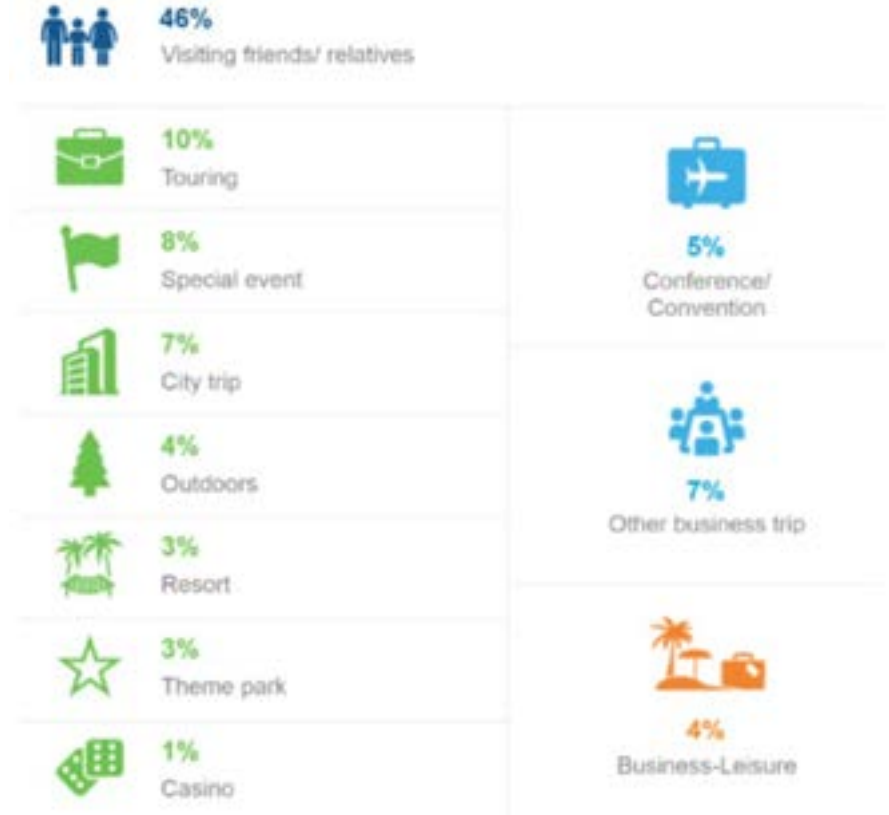 46%
Visiting friends/ relatives
10%
Touring
8%
Special event
7%
City trip
4%
Outdoors
3%
Resort
3%
Theme park
1%
Casino
5%
Conference/
Convention
7%
Other business trip
4%
Business-Leisure